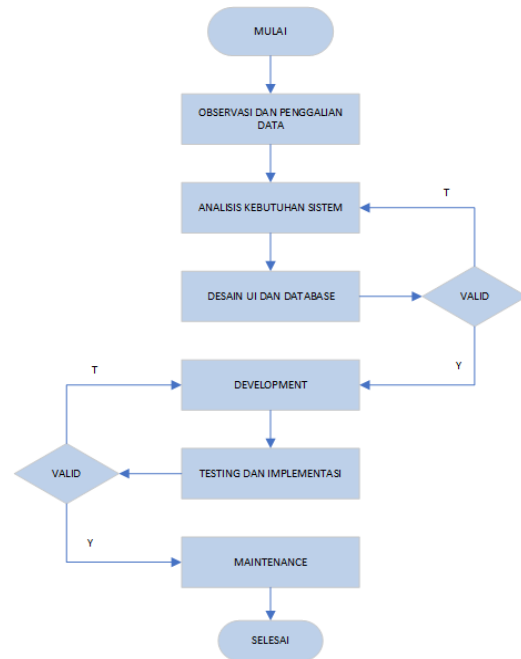 MULAI
OBSERVASI DAN PENGGALIAN
DATA
ANALISIS KEBUTUHAN SISTEM
T
DESAIN UI DAN DATABASE
VALID
Y
T
DEVELOPMENT
VALID
TESTING DAN IMPLEMENTASI
Y
MAINTENANCE
SELESAI